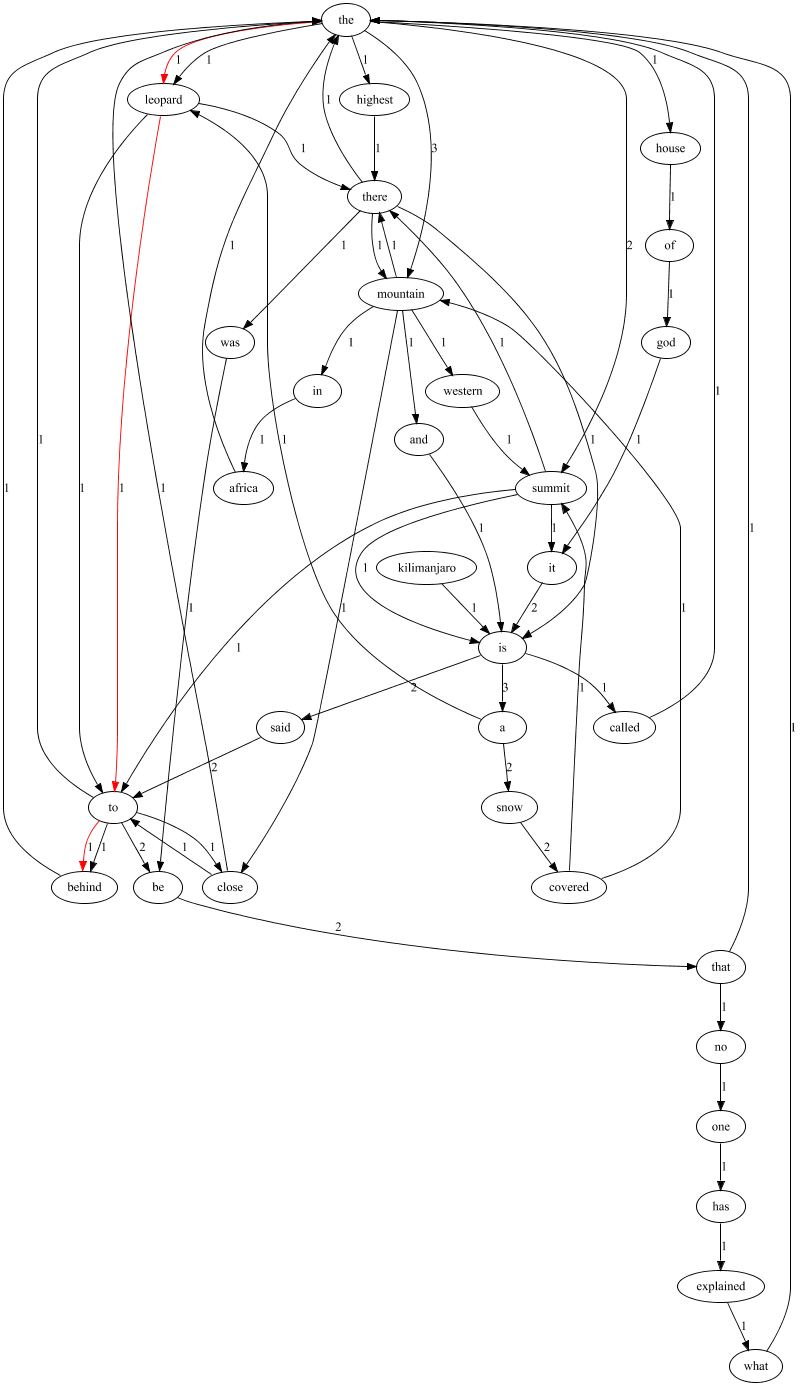 the
1 1 1
leopard highest
1 1 3 house
there 1
1 1 1 of
1 1 2 1
mountain
was 1 1 1 1 god
in western
1 1 1 1
and
1 1 1 1 1 africa 1 summit
1 1
kilimanjaro it
1 1 2
is
1 1
2 3 1 1
said a called
2 2
to snow
1 1 2 1 1 2
behind be close covered
2
that
1
no
1
one
1
has
1
explained
1
what